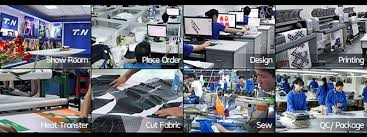 T&N
T&N
Show Room
Place Order
Design
Printing
Heat Transfer
Cut Fabric
Sew
QC/ Package